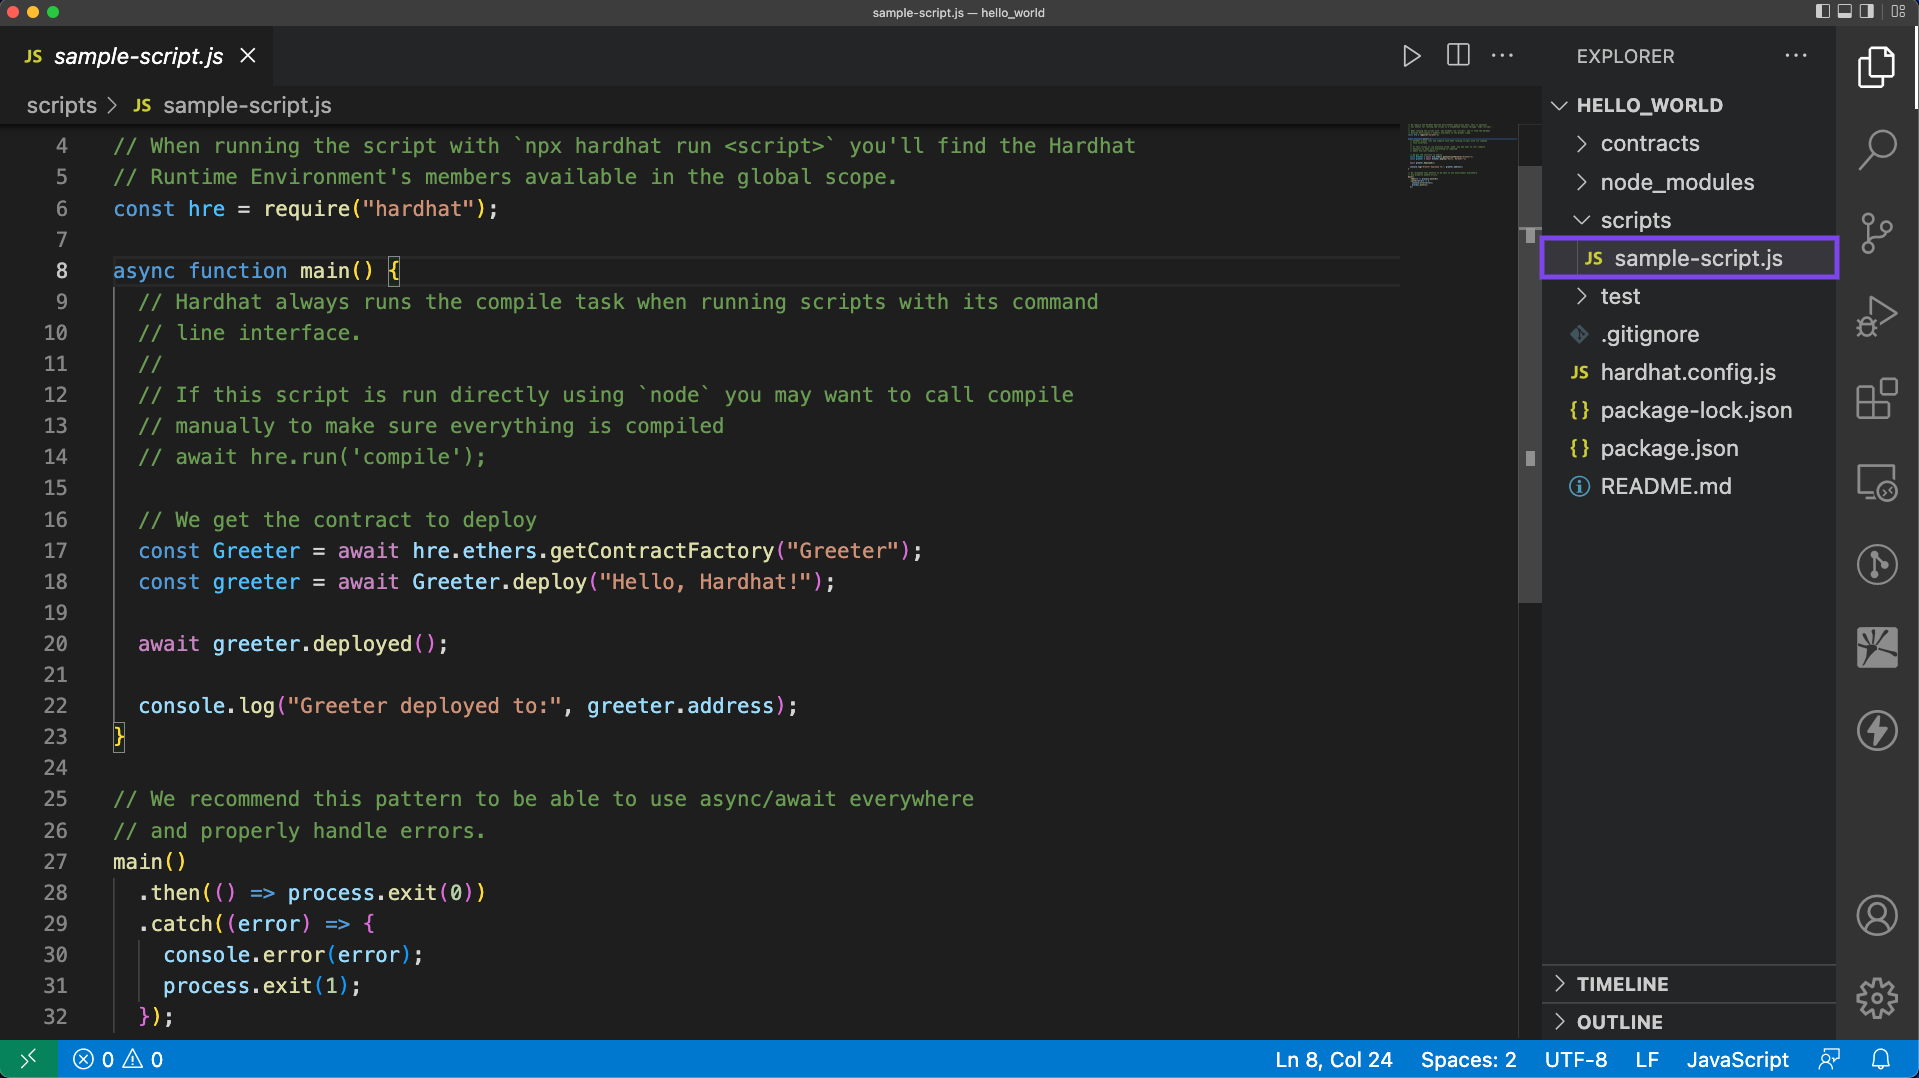 sample-script.js — hello_world
JS sample-script.js
EXPLORER
scripts > JS sample-script.js
HELLO_WORLD
contracts
node_modules
scripts
JS sample-script.js
test
.gitignore
JS hardhat.config.js
{} package-lock.json
{} package.json
README.md
4 // When running the script with `npx hardhat run <script>` you'll find the Hardhat
5 // Runtime Environment's members available in the global scope.
6 const hre = require("hardhat");
7
8 async function main() {
9 // Hardhat always runs the compile task when running scripts with its command
10 // line interface.
11 //
12 // If this script is run directly using `node` you may want to call compile
13 // manually to make sure everything is compiled
14 // await hre.run('compile');
15
16 // We get the contract to deploy
17 const Greeter = await hre.ethers.getContractFactory("Greeter");
18 const greeter = await Greeter.deploy("Hello, Hardhat!");
19
20 await greeter.deployed();
21
22 console.log("Greeter deployed to:", greeter.address);
23 }
24
25 // We recommend this pattern to be able to use async/await everywhere
26 // and properly handle errors.
27 main()
28 .then(() => process.exit(0))
29 .catch((error) => {
30 console.error(error);
31 process.exit(1);
32 });
TIMELINE
OUTLINE
0 0
Ln 8, Col 24 Spaces: 2 UTF-8 LF JavaScript